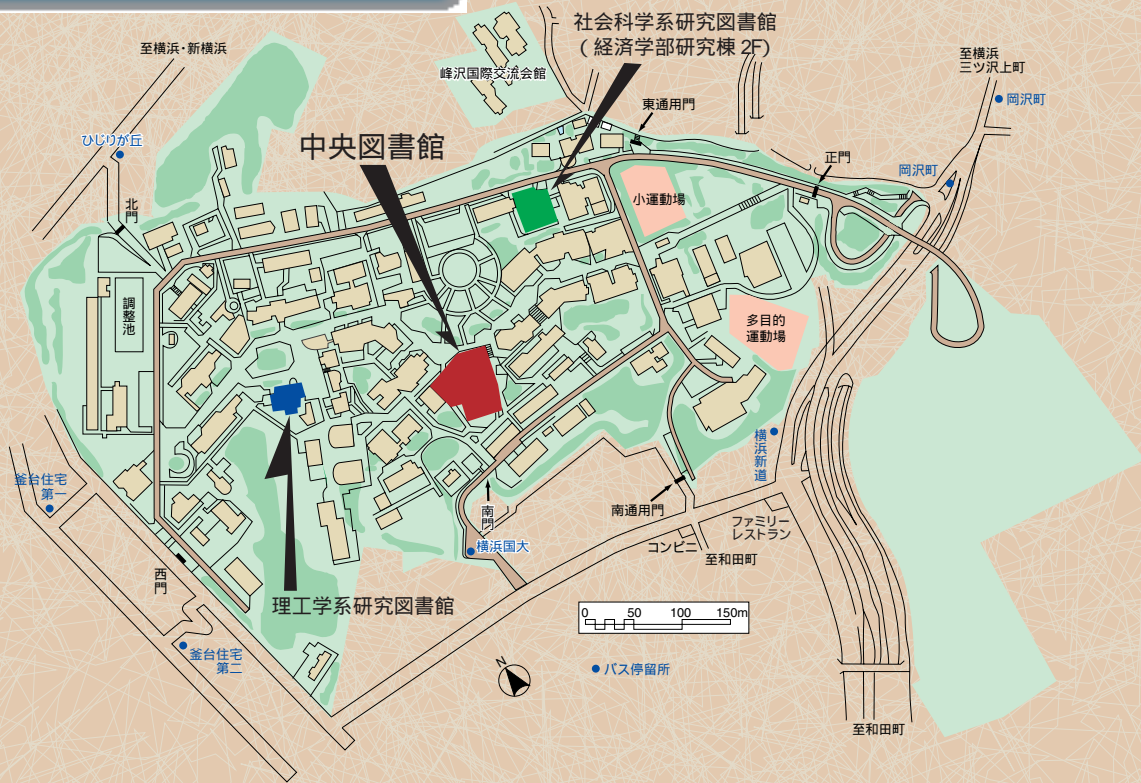 社会科学系研究図書館
(経済学部研究棟 2F)
至横浜・新横浜
峰沢国際交流会館
至横浜
三ツ沢上町
岡沢町
東通用門
ひじりが丘
中央図書館
正門
岡沢町
小運動場
北門
調整池
多目的
運動場
横浜新道
釜台住宅
第一
南門
南通用門
ファミリー
レストラン
コンビニ
横浜国大
至和田町
西門
理工学系研究図書館
0 50 100 150m
釜台住宅
第二
N
バス停留所
至和田町